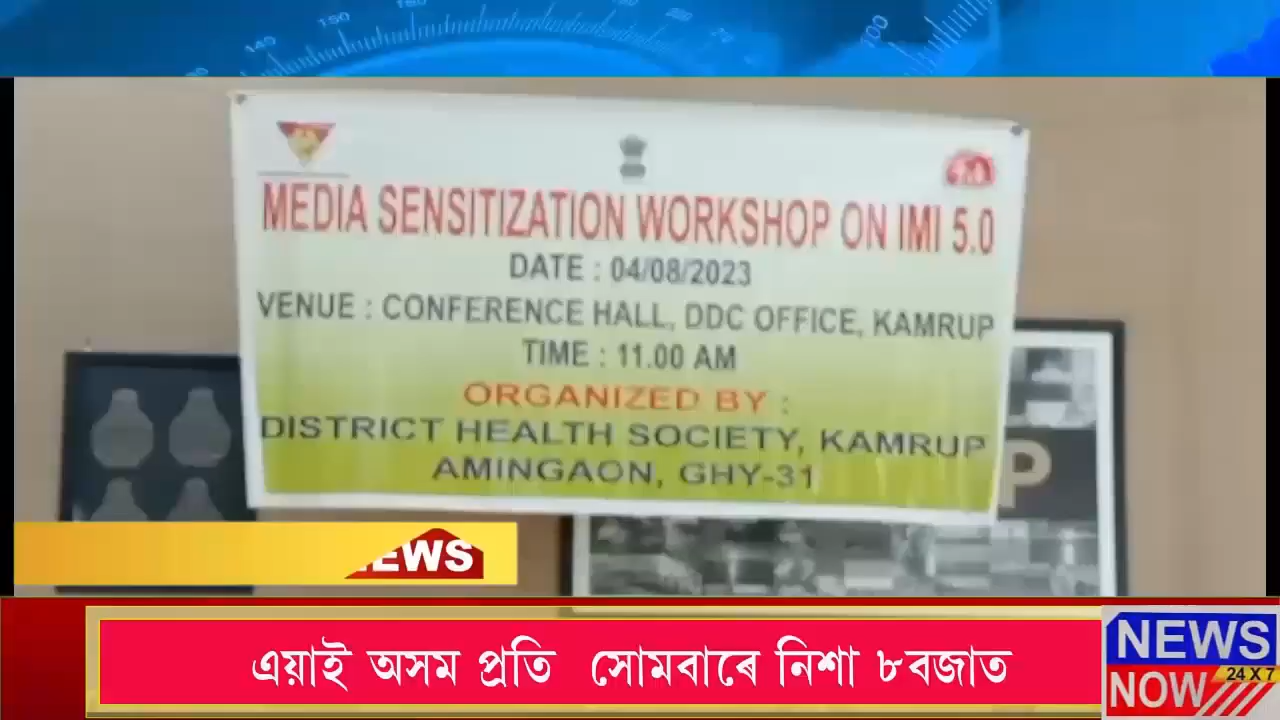 MEDIA SENSITIZATION WORKSHOP ON IMI 5.0
DATE : 04/08/2023
VENUE : CONFERENCE HALL, DDC OFFICE, KAMRUP
TIME : 11.00 AM
ORGANIZED BY :
DISTRICT HEALTH SOCIETY, KAMRUP
AMINGAON, GHY-31
P
EWS
এয়াই অসম প্ৰতি সোমবাৰে নিশা ৮বজাত
NEWS
NOW 24 X 7